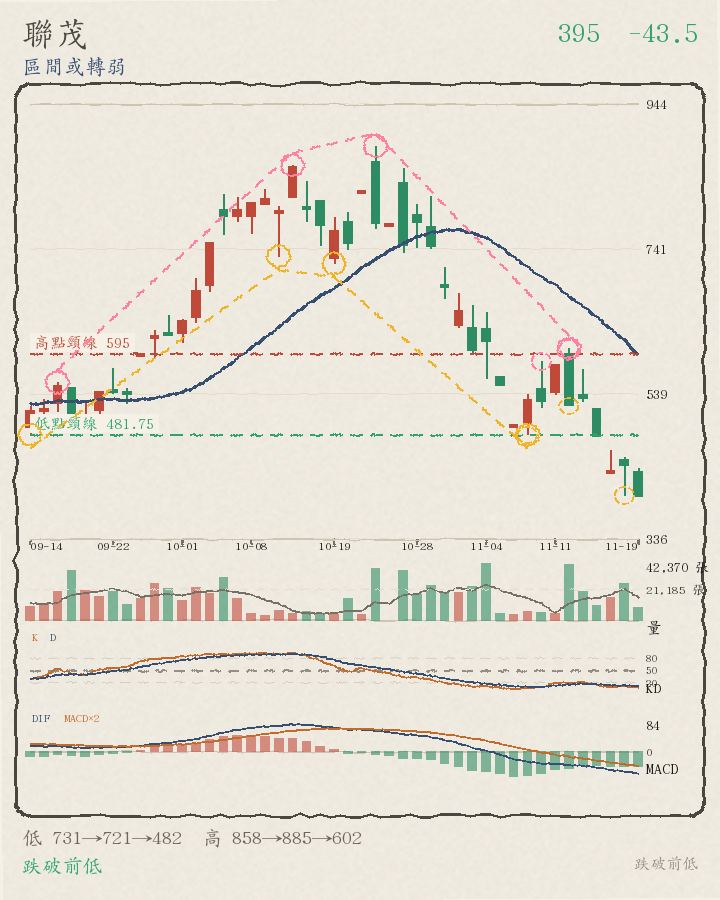 聯茂
395 -43.5
區間或轉弱
944
741
高點頸線 595
539
低點頸線 481.75
336
09-14 09-22 10-01 10-08 10-19 10-28 11-04 11-11 11-19
42,370 張
21,185 張
量
K D
80
50
20
KD
DIF MACD×2
84
0
MACD
低 731→721→482 高 858→885→602
跌破前低
跌破前低